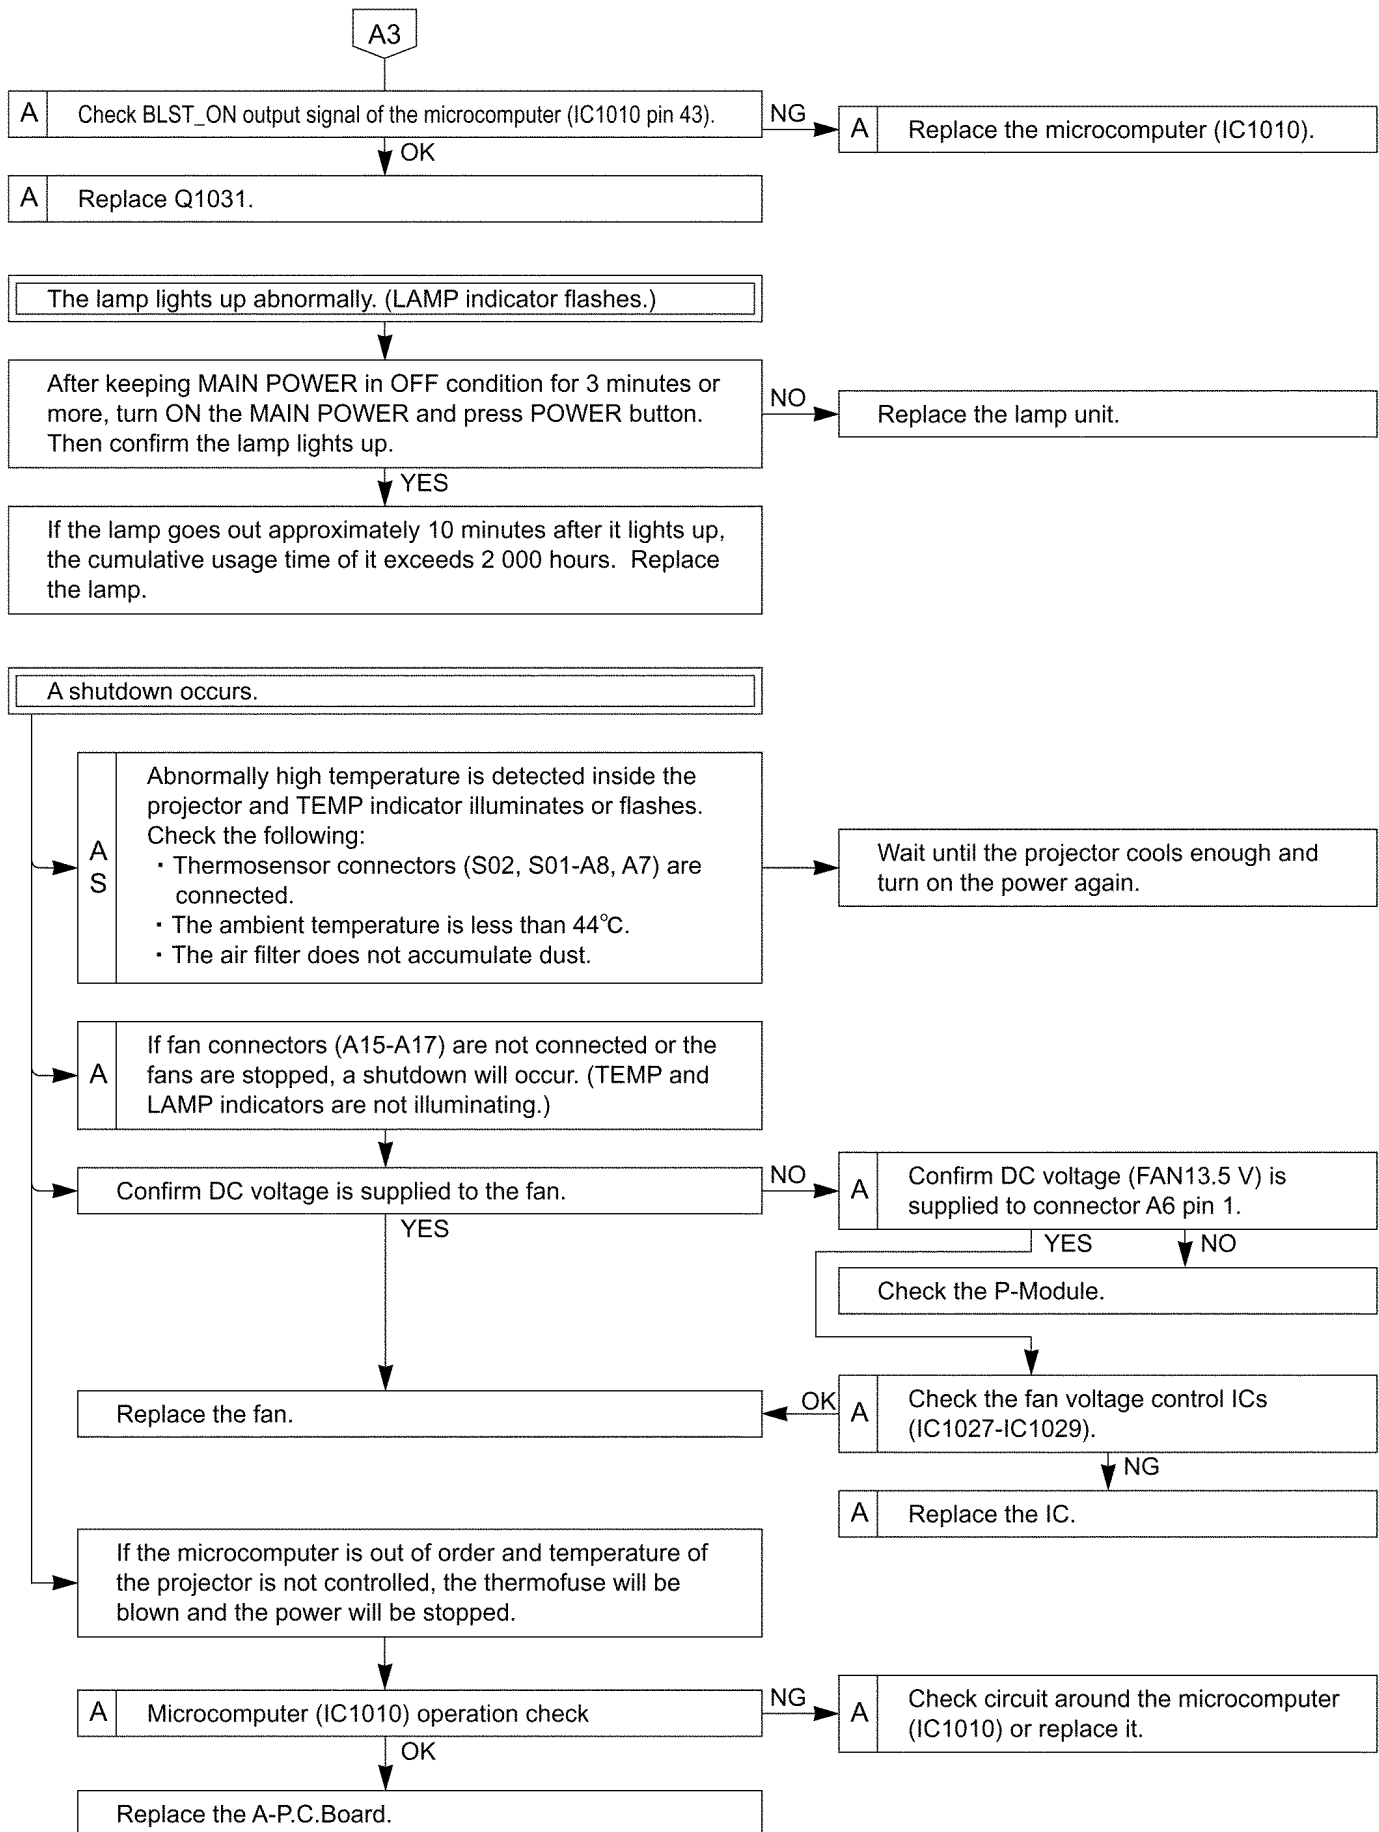 A3
A
Check BLST_ON output signal of the microcomputer (IC1010 pin 43).
NG
A
Replace the microcomputer (IC1010).
OK
A
Replace Q1031.
The lamp lights up abnormally. (LAMP indicator flashes.)
After keeping MAIN POWER in OFF condition for 3 minutes or
more, turn ON the MAIN POWER and press POWER button.
Then confirm the lamp lights up.
NO
Replace the lamp unit.
YES
If the lamp goes out approximately 10 minutes after it lights up,
the cumulative usage time of it exceeds 2 000 hours. Replace
the lamp.
A shutdown occurs.
A
S
Abnormally high temperature is detected inside the
projector and TEMP indicator illuminates or flashes.
Check the following:
・Thermosensor connectors (S02, S01-A8, A7) are
connected.
・The ambient temperature is less than 44℃.
・The air filter does not accumulate dust.
Wait until the projector cools enough and
turn on the power again.
A
If fan connectors (A15-A17) are not connected or the
fans are stopped, a shutdown will occur. (TEMP and
LAMP indicators are not illuminating.)
Confirm DC voltage is supplied to the fan.
NO
A
Confirm DC voltage (FAN13.5 V) is
supplied to connector A6 pin 1.
YES
YES
NO
Check the P-Module.
A
Check the fan voltage control ICs
(IC1027-IC1029).
OK
Replace the fan.
NG
A
Replace the IC.
If the microcomputer is out of order and temperature of
the projector is not controlled, the thermofuse will be
blown and the power will be stopped.
A
Microcomputer (IC1010) operation check
NG
A
Check circuit around the microcomputer
(IC1010) or replace it.
OK
Replace the A-P.C.Board.